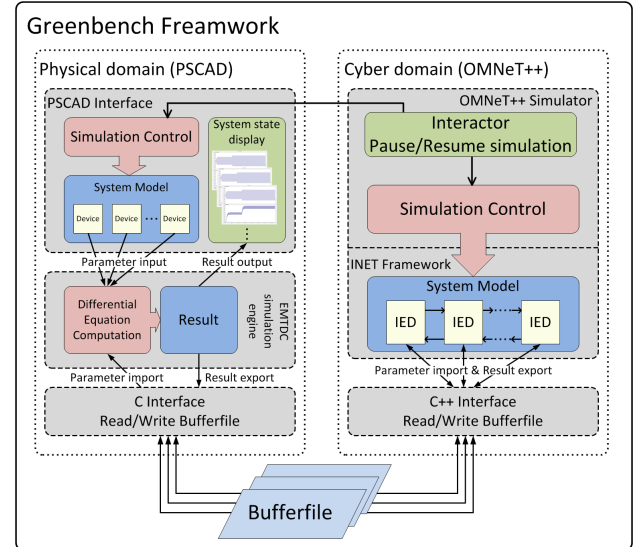 Greenbench Freamwork
Physical domain (PSCAD)
PSCAD Interface
Simulation Control
System Model
Device
Device
···
Device
System state
display
Parameter input
Result output
Differential
Equation
Computation
Result
EMTDC
simulation
engine
Parameter import
Result export
C Interface
Read/Write Bufferfile
Cyber domain (OMNeT++)
OMNeT++ Simulator
Interactor
Pause/Resume simulation
Simulation Control
INET Framework
System Model
IED
IED
IED
Parameter import & Result export
C++ Interface
Read/Write Bufferfile
Bufferfile